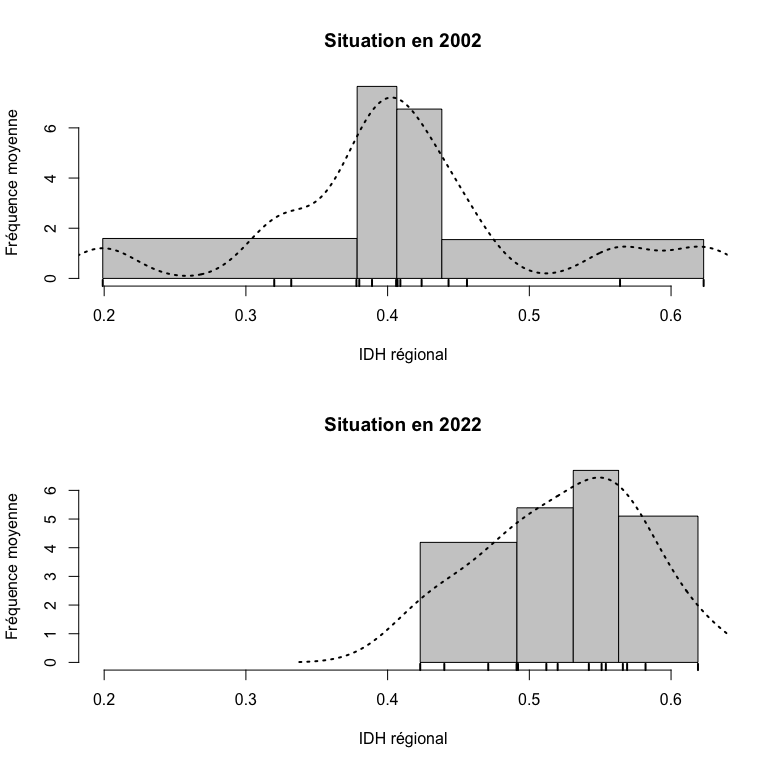 Situation en 2002
Fréquence moyenne
6
4
2
0
0.2 0.3 0.4 0.5 0.6
IDH régional
Situation en 2022
Fréquence moyenne
6
5
4
3
2
1
0
0.2 0.3 0.4 0.5 0.6
IDH régional